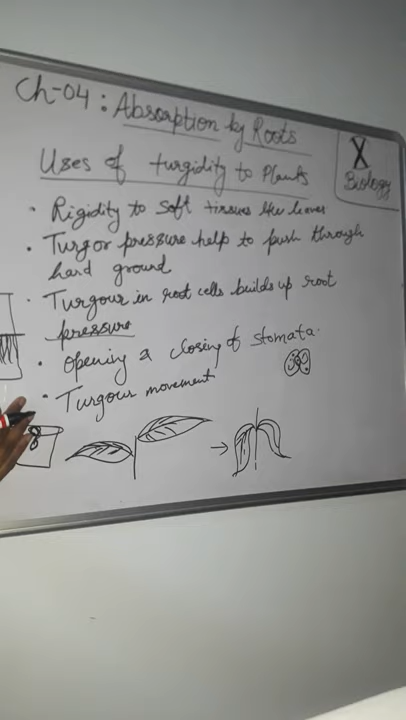 Ch-04 : Absorption by Roots
X
Biology
Uses of turgidity to Plants
• Rigidity to soft tissues like leaves
• Turgor pressure help to push through
hard ground
• Turgour in root cells builds up root
pressure
• Opening & closing of stomata.
• Turgour movement